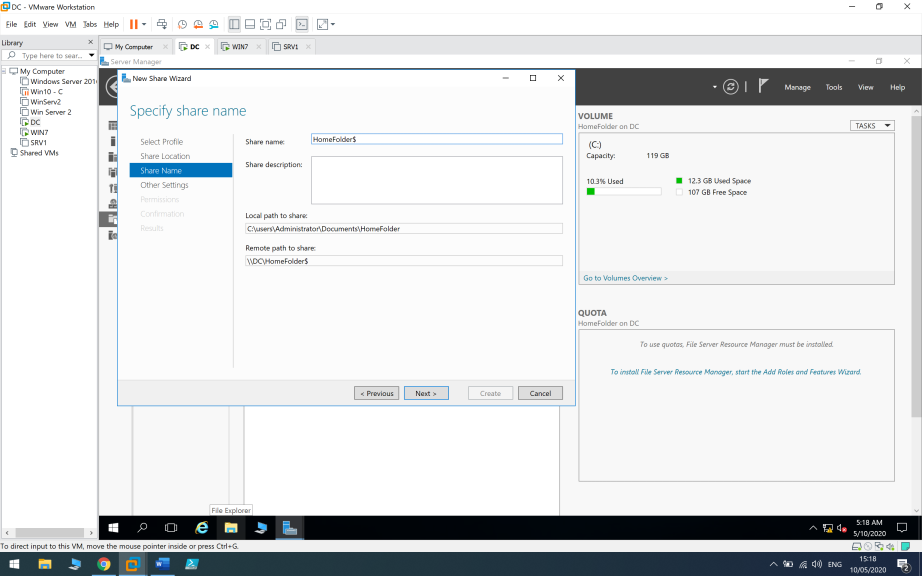 DC - VMware Workstation
File Edit View VM Tabs Help
Library
Type here to sear...
My Computer
Windows Server 201
Win10 - C
WinServ2
Win Server 2
DC
WIN7
SRV1
Shared VMs
My Computer DC WIN7 SRV1
Server Manager
Manage Tools View Help
New Share Wizard
Specify share name
Select Profile
Share Location
Share Name
Other Settings
Permissions
Confirmation
Results
Share name: HomeFolder$
Share description:
Local path to share:
C:\users\Administrator\Documents\HomeFolder
Remote path to share:
\\DC\HomeFolder$
< Previous Next > Create Cancel
VOLUME
HomeFolder on DC
TASKS
(C:)
Capacity: 119 GB
10.3% Used
12.3 GB Used Space
107 GB Free Space
Go to Volumes Overview >
QUOTA
HomeFolder on DC
To use quotas, File Server Resource Manager must be installed.
To install File Server Resource Manager, start the Add Roles and Features Wizard.
File Explorer
5:18 AM
5/10/2020
To direct input to this VM, move the mouse pointer inside or press Ctrl+G.
ENG
15:18
10/05/2020
2